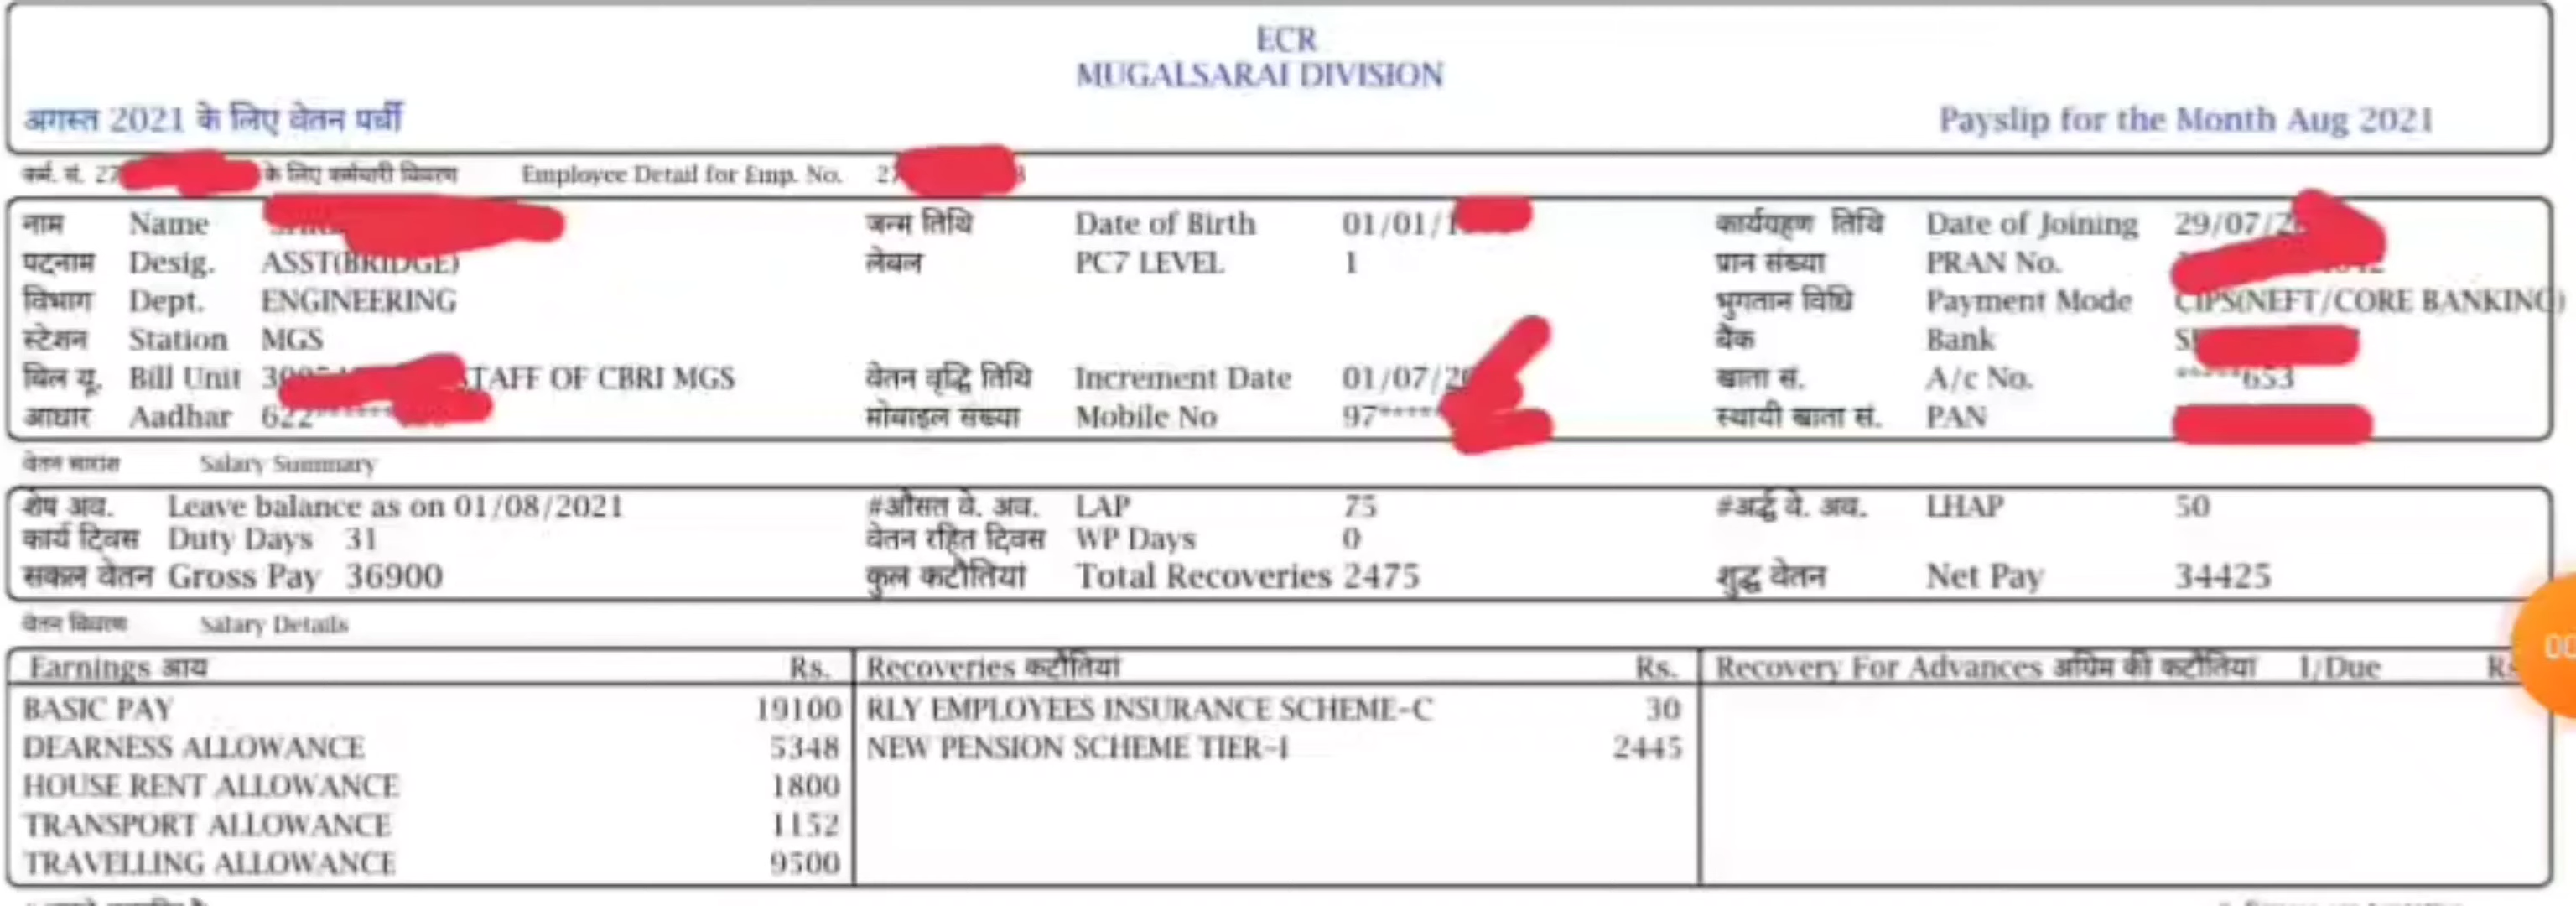 ECR
MUGALSARAI DIVISION
अगस्त 2021 के लिए वेतन पर्ची Payslip for the Month Aug 2021
कर्म. सं. 27 के लिए कर्मचारी विवरण Employee Detail for Emp. No. 27 3
नाम Name जन्म तिथि Date of Birth 01/01/1 कार्यग्रहण तिथि Date of Joining 29/07/2
पदनाम Desig. ASST(BRIDGE) लेवल PC7 LEVEL 1 प्रान संख्या PRAN No.
विभाग Dept. ENGINEERING भुगतान विधि Payment Mode CIPS(NEFT/CORE BANKING)
स्टेशन Station MGS बैंक Bank
बिल यू. Bill Unit STAFF OF CBRI MGS वेतन वृद्धि तिथि Increment Date 01/07/20 खाता सं. A/c No. *****653
आधार Aadhar 622****** मोबाइल संख्या Mobile No 97***** स्थायी खाता सं. PAN
वेतन सारांश Salary Summary
शेष अव. Leave balance as on 01/08/2021 #औसत वे. अव. LAP 75 #अर्द्ध वे. अव. LHAP 50
कार्य दिवस Duty Days 31 वेतन रहित दिवस WP Days 0
सकल वेतन Gross Pay 36900 कुल कटौतियां Total Recoveries 2475 शुद्ध वेतन Net Pay 34425
वेतन विवरण Salary Details
Earnings आय Rs. Recoveries कटौतियां Rs. Recovery For Advances अग्रिम की कटौतियां I/Due
BASIC PAY 19100 RLY EMPLOYEES INSURANCE SCHEME-C 30
DEARNESS ALLOWANCE 5348 NEW PENSION SCHEME TIER-I 2445
HOUSE RENT ALLOWANCE 1800
TRANSPORT ALLOWANCE 1152
TRAVELLING ALLOWANCE 9500